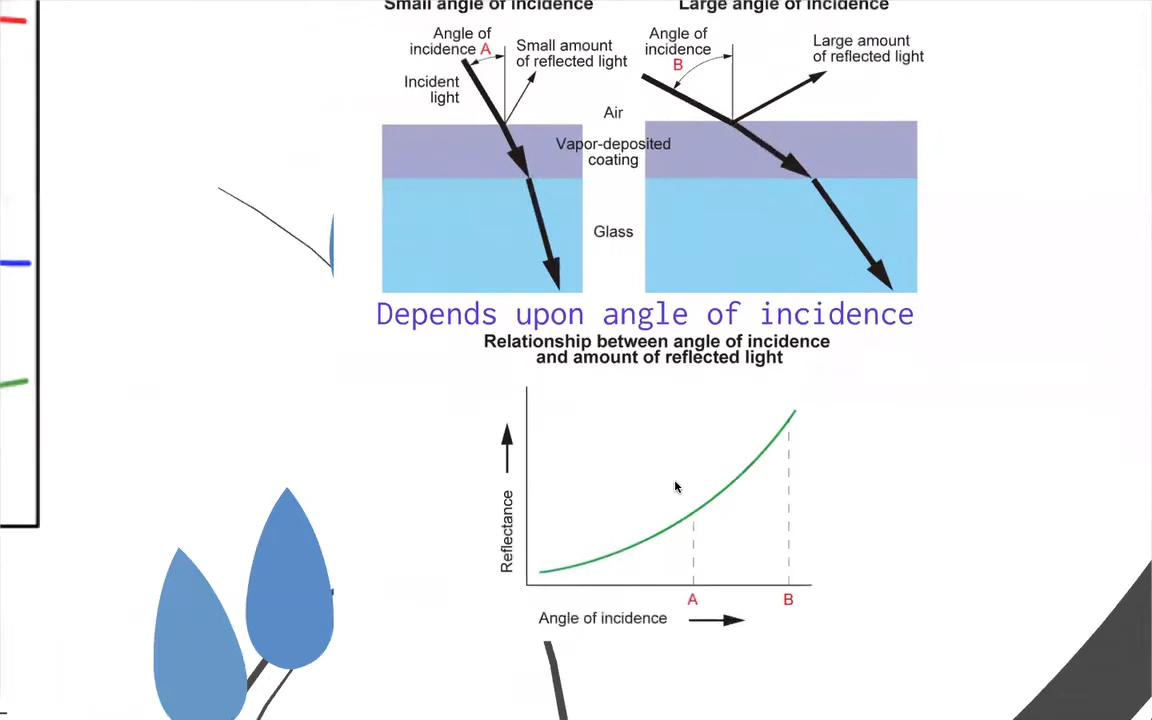 Small angle of incidence
Large angle of incidence
Angle of
incidence A
Small amount
of reflected light
Incident
light
Angle of
incidence
B
Large amount
of reflected light
Air
Vapor-deposited
coating
Glass
Depends upon angle of incidence
Relationship between angle of incidence
and amount of reflected light
Reflectance
A
B
Angle of incidence